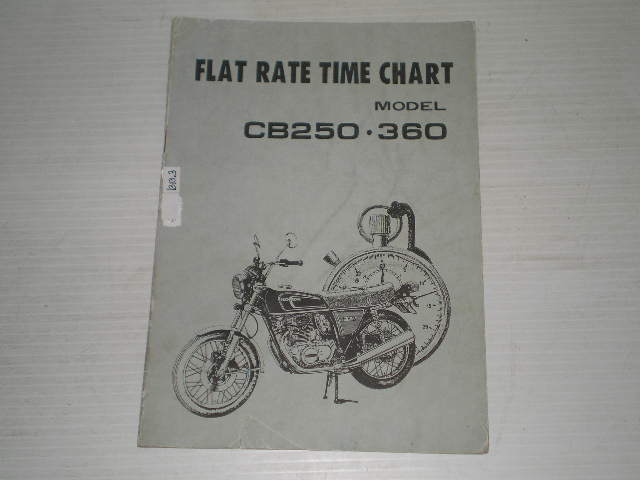 FLAT RATE TIME CHART
MODEL
CB250·360